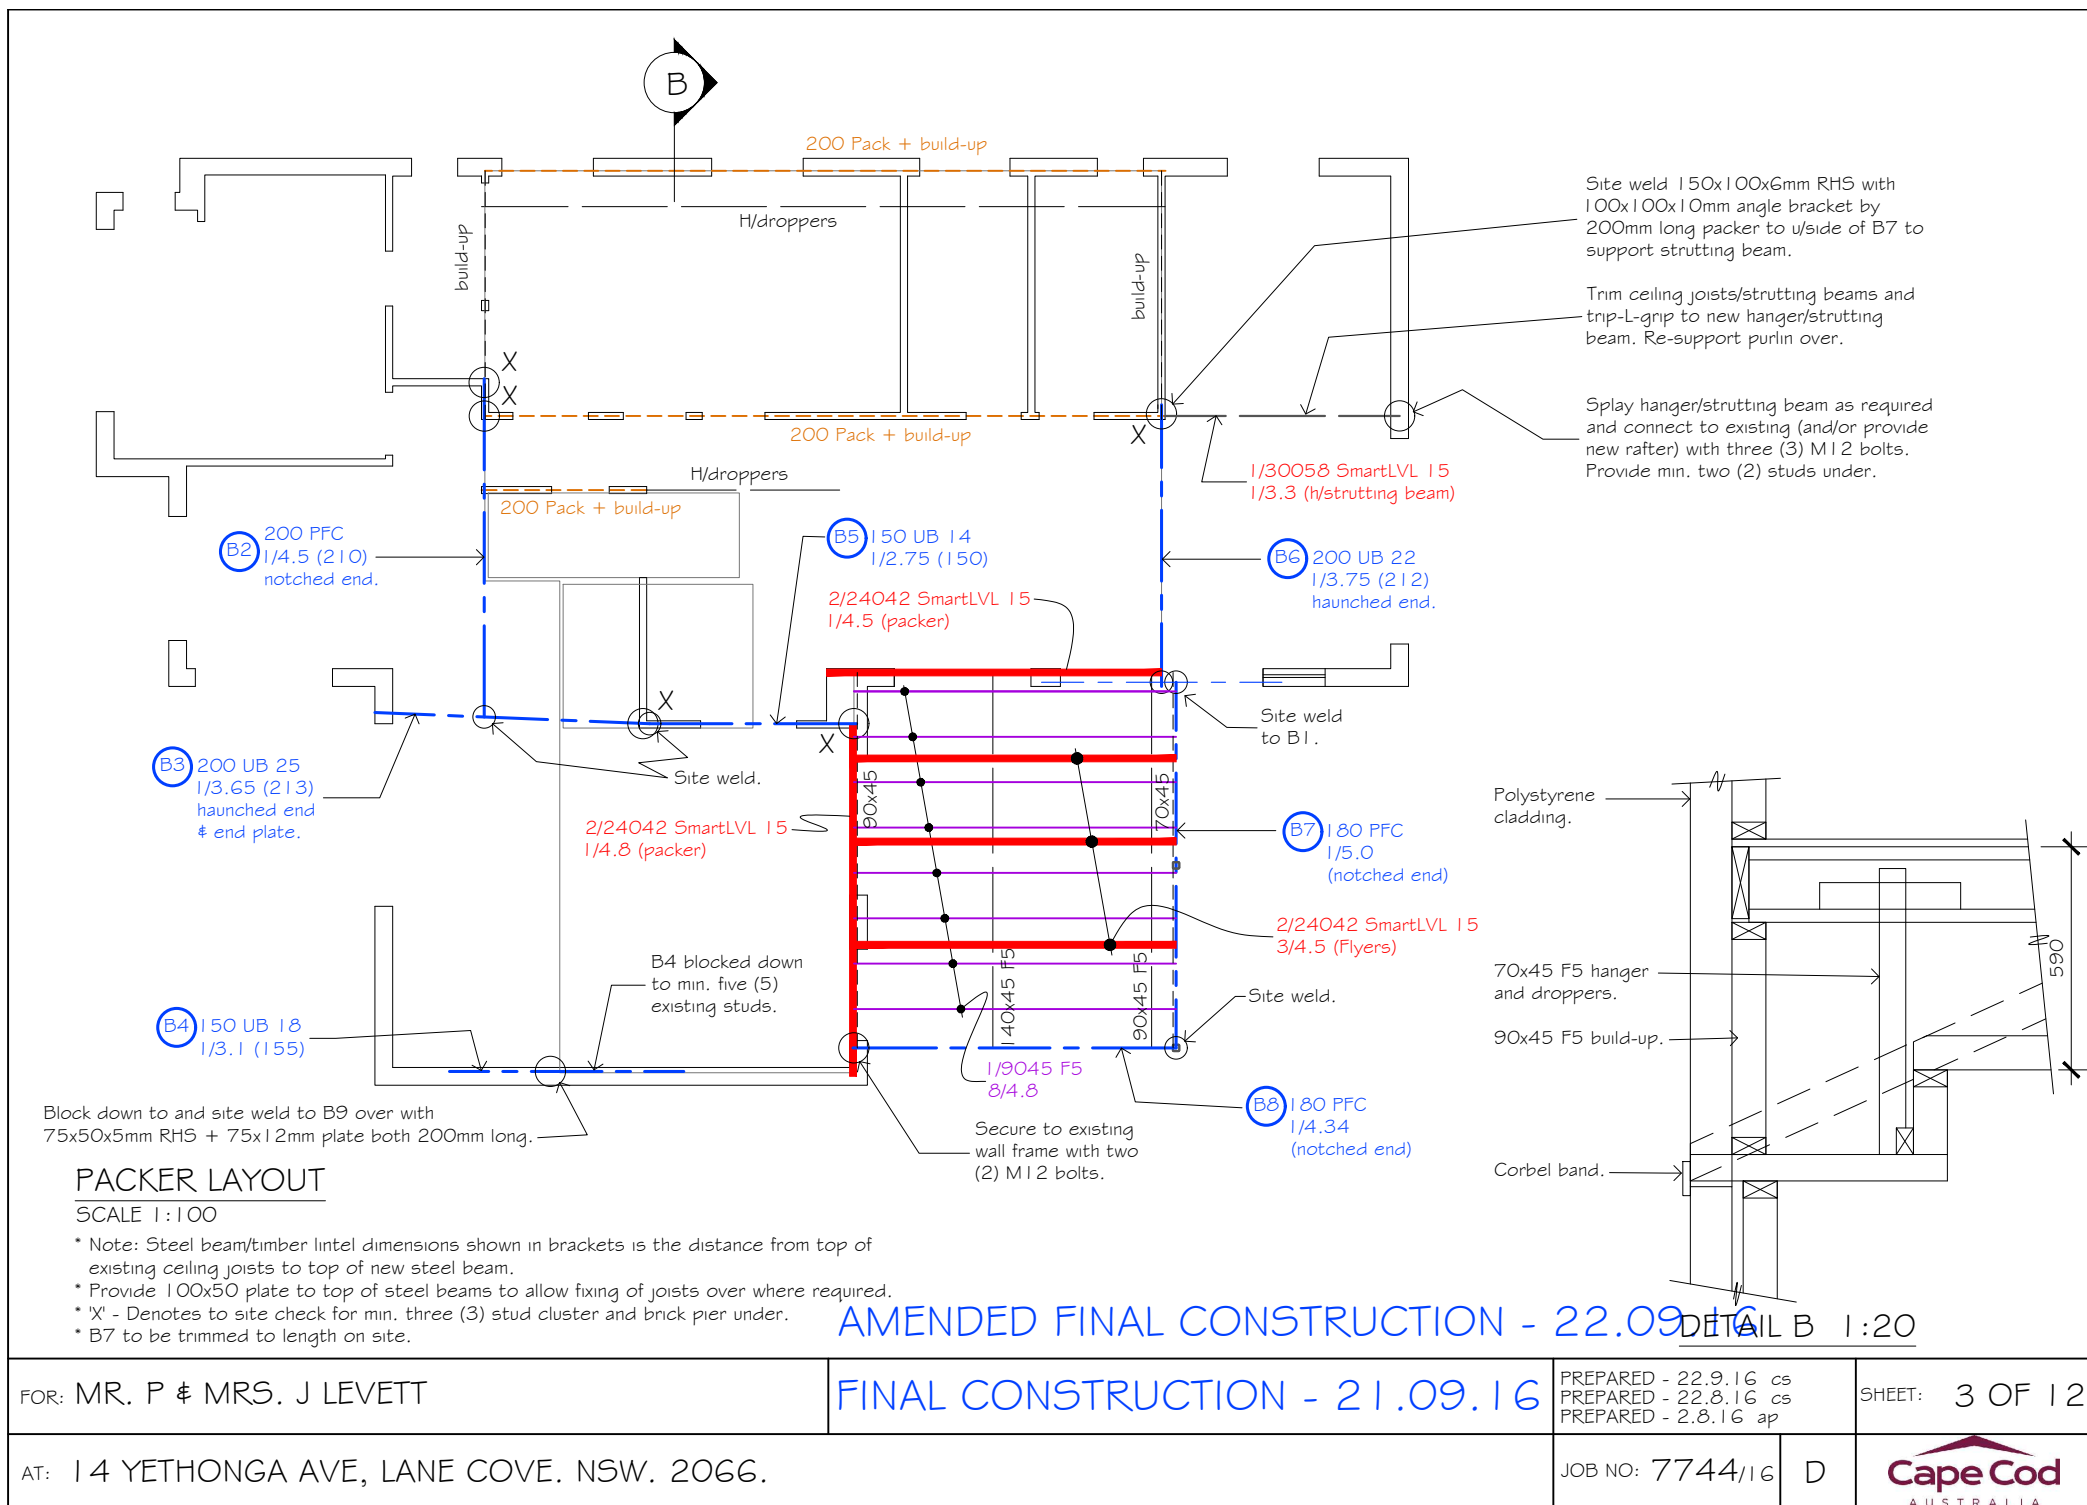 B
200 Pack + build-up
H/droppers
build-up
build-up
Site weld 150x100x6mm RHS with
100x100x10mm angle bracket by
200mm long packer to u/side of B7 to
support strutting beam.
Trim ceiling joists/strutting beams and
trip-L-grip to new hanger/strutting
beam. Re-support purlin over.
Splay hanger/strutting beam as required
and connect to existing (and/or provide
new rafter) with three (3) M12 bolts.
Provide min. two (2) studs under.
X
X
X
200 Pack + build-up
H/droppers
200 Pack + build-up
1/30058 SmartLVL 15
1/3.3 (h/strutting beam)
B2 200 PFC
1/4.5 (210)
notched end.
B5 150 UB 14
1/2.75 (150)
B6 200 UB 22
1/3.75 (212)
haunched end.
2/24042 SmartLVL 15
1/4.5 (packer)
X
X
Site weld
to B1.
B3 200 UB 25
1/3.65 (213)
haunched end
& end plate.
Site weld.
90x45
70x45
2/24042 SmartLVL 15
1/4.8 (packer)
B7 180 PFC
1/5.0
(notched end)
Polystyrene
cladding.
2/24042 SmartLVL 15
3/4.5 (Flyers)
B4 blocked down
to min. five (5)
existing studs.
140x45 F5
90x45 F5
Site weld.
70x45 F5 hanger
and droppers.
590
90x45 F5 build-up.
B4 150 UB 18
1/3.1 (155)
1/9045 F5
8/4.8
B8 180 PFC
1/4.34
(notched end)
Block down to and site weld to B9 over with
75x50x5mm RHS + 75x12mm plate both 200mm long.
Secure to existing
wall frame with two
(2) M12 bolts.
Corbel band.
PACKER LAYOUT
SCALE 1:100
* Note: Steel beam/timber lintel dimensions shown in brackets is the distance from top of
existing ceiling joists to top of new steel beam.
* Provide 100x50 plate to top of steel beams to allow fixing of joists over where required.
* 'X' - Denotes to site check for min. three (3) stud cluster and brick pier under.
* B7 to be trimmed to length on site.
AMENDED FINAL CONSTRUCTION - 22.09.16
DETAIL B 1:20
FOR: MR. P & MRS. J LEVETT
FINAL CONSTRUCTION - 21.09.16
PREPARED - 22.9.16 cs
PREPARED - 22.8.16 cs
PREPARED - 2.8.16 ap
SHEET: 3 OF 12
AT: 14 YETHONGA AVE, LANE COVE. NSW. 2066.
JOB NO: 7744/16
D
Cape Cod
AUSTRALIA